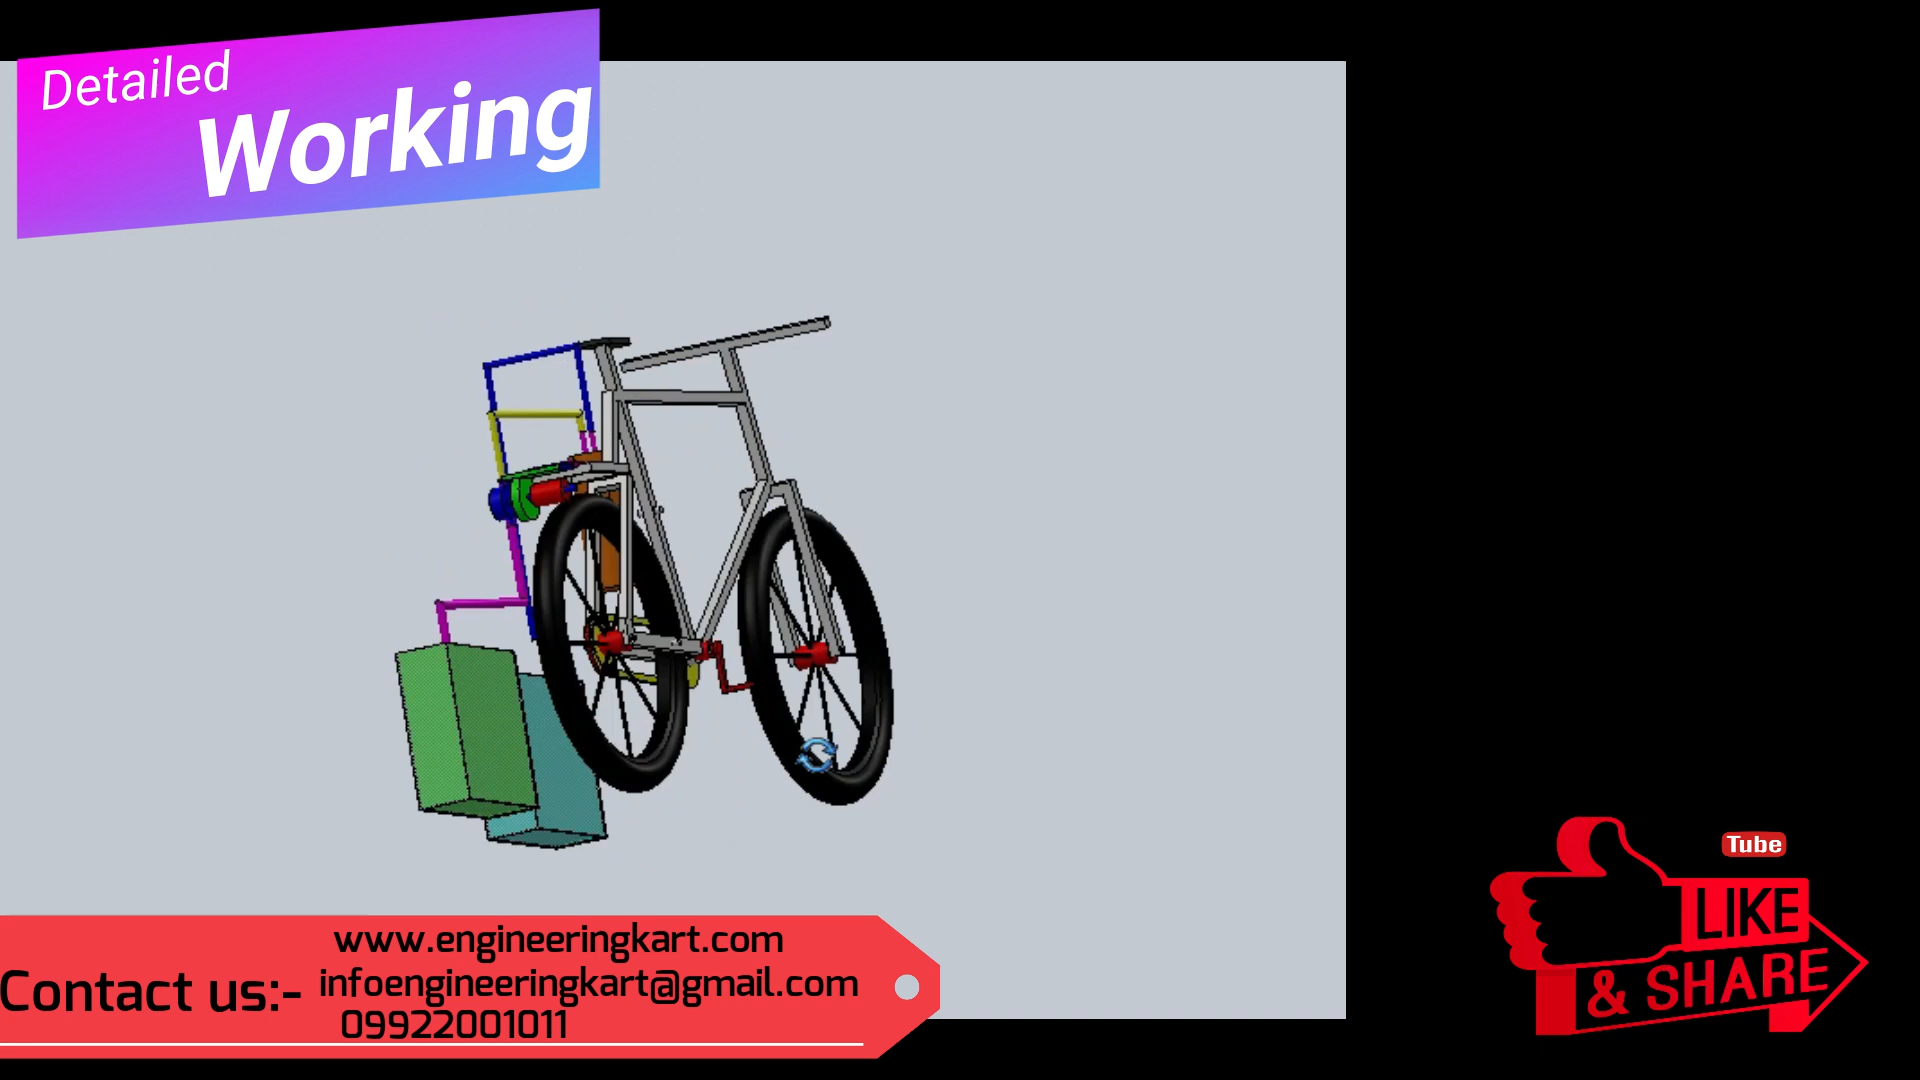 Detailed
Working
www.engineeringkart.com
Contact us:- infoengineeringkart@gmail.com
09922001011
Tube
LIKE
& SHARE